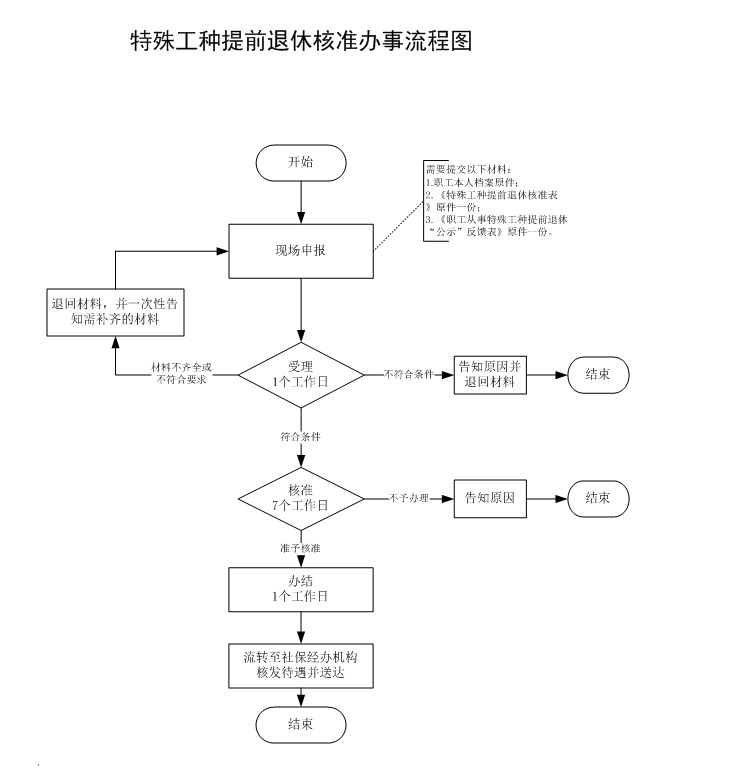 特殊工种提前退休核准办事流程图
开始
需要提交以下材料：
1.职工本人档案原件；
2.《特殊工种提前退休核准表
》原件一份；
3.《职工从事特殊工种提前退休
“公示”反馈表》原件一份。
现场申报
退回材料，并一次性告
知需补齐的材料
材料不齐全或
不符合要求
受理
1个工作日
不符合条件
告知原因并
退回材料
结束
符合条件
核准
7个工作日
不予办理
告知原因
结束
准予核准
办结
1个工作日
流转至社保经办机构
核发待遇并送达
结束